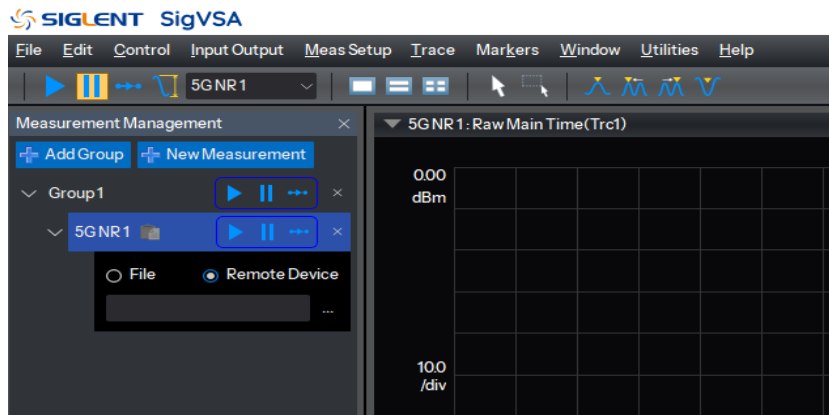 SIGLENT SigVSA
File Edit Control Input Output Meas Setup Trace Markers Window Utilities Help
5G NR 1
Measurement Management
5G NR 1: Raw Main Time(Trc1)
Add Group New Measurement
0.00
dBm
Group1
5G NR 1
File Remote Device
...
10.0
/div